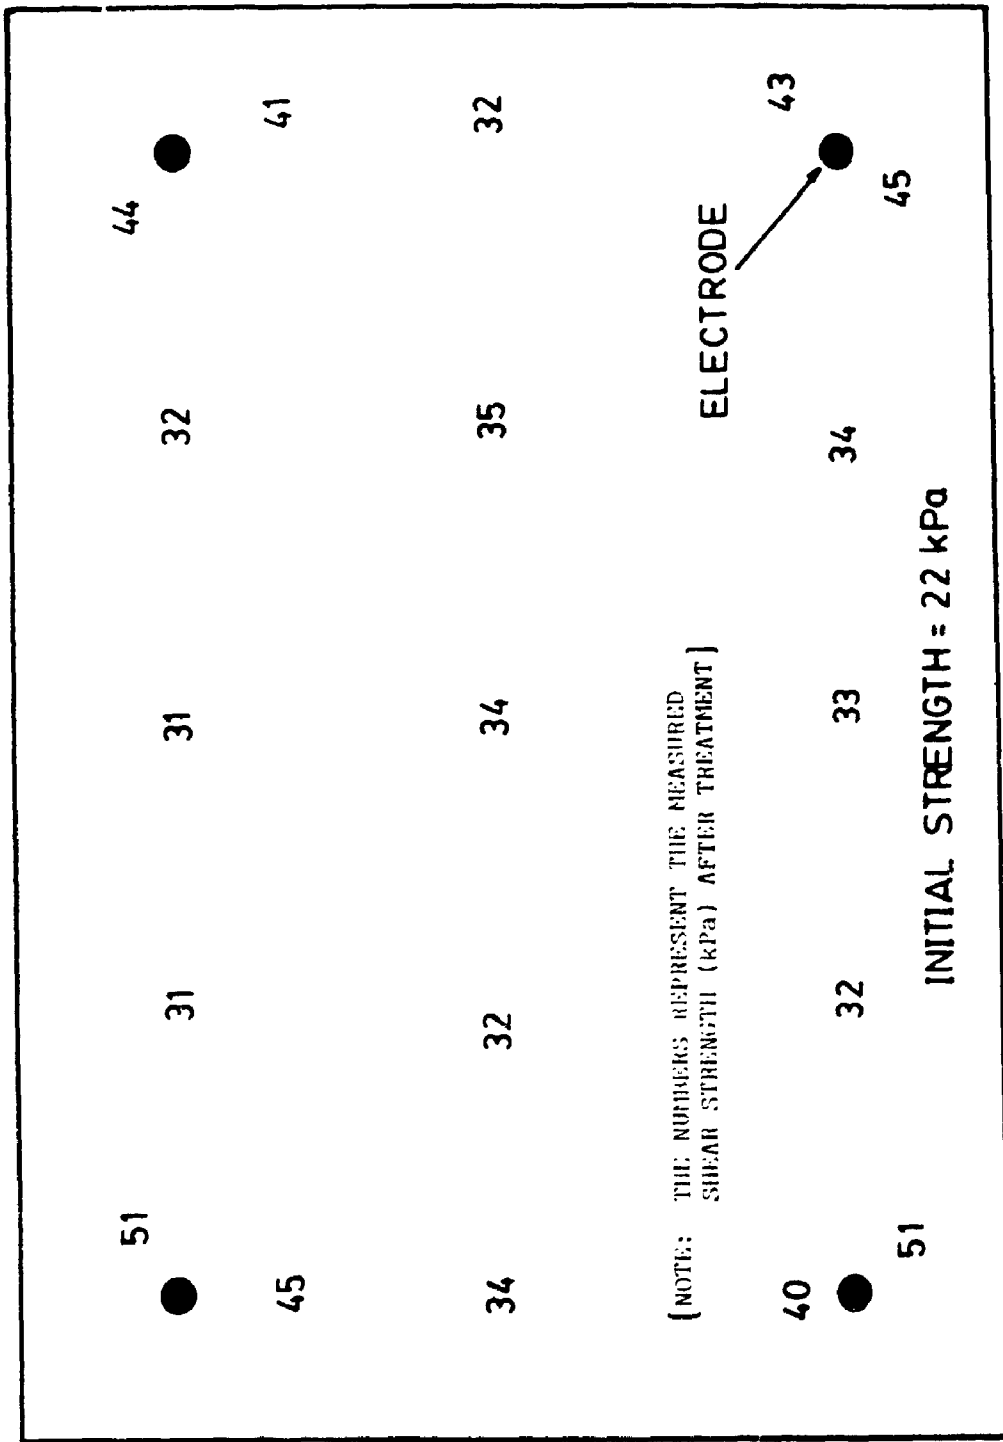 51 44
31 31 32
45 41
34 32 34 35 32
[NOTE: THE NUMBERS REPRESENT THE MEASURED
SHEAR STRENGTH (kPa) AFTER TREATMENT]
ELECTRODE
40 43
32 33 34
51 45
INITIAL STRENGTH = 22 kPa